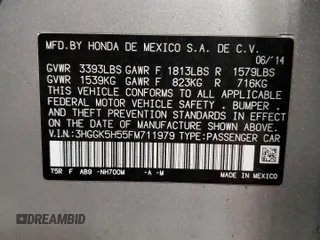 MFD.BY HONDA DE MEXICO S.A. DE C.V.
06/'14
GVWR 3393LBS GAWR F 1813LBS R 1579LBS
GVWR 1539KG GAWR F 823KG R 716KG
THIS VEHICLE CONFORMS TO ALL APPLICABLE
FEDERAL MOTOR VEHICLE SAFETY . BUMPER .
AND THEFT PREVENTION STANDARDS IN EFFECT
ON THE DATE OF MANUFACTURE SHOWN ABOVE .
V.I.N:3HGGK5H55FM711979 TYPE:PASSENGER CAR
T5R F AB9 -NH700M -A -M MADE IN MEXICO
DREAMBID